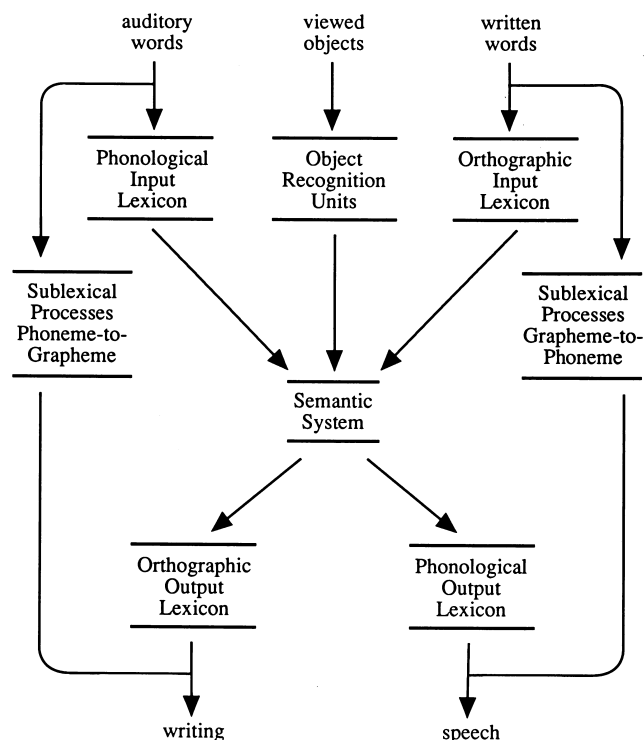 auditory
words
viewed
objects
written
words
Phonological
Input
Lexicon
Object
Recognition
Units
Orthographic
Input
Lexicon
Sublexical
Processes
Phoneme-to-
Grapheme
Sublexical
Processes
Grapheme-to-
Phoneme
Semantic
System
Orthographic
Output
Lexicon
Phonological
Output
Lexicon
writing
speech